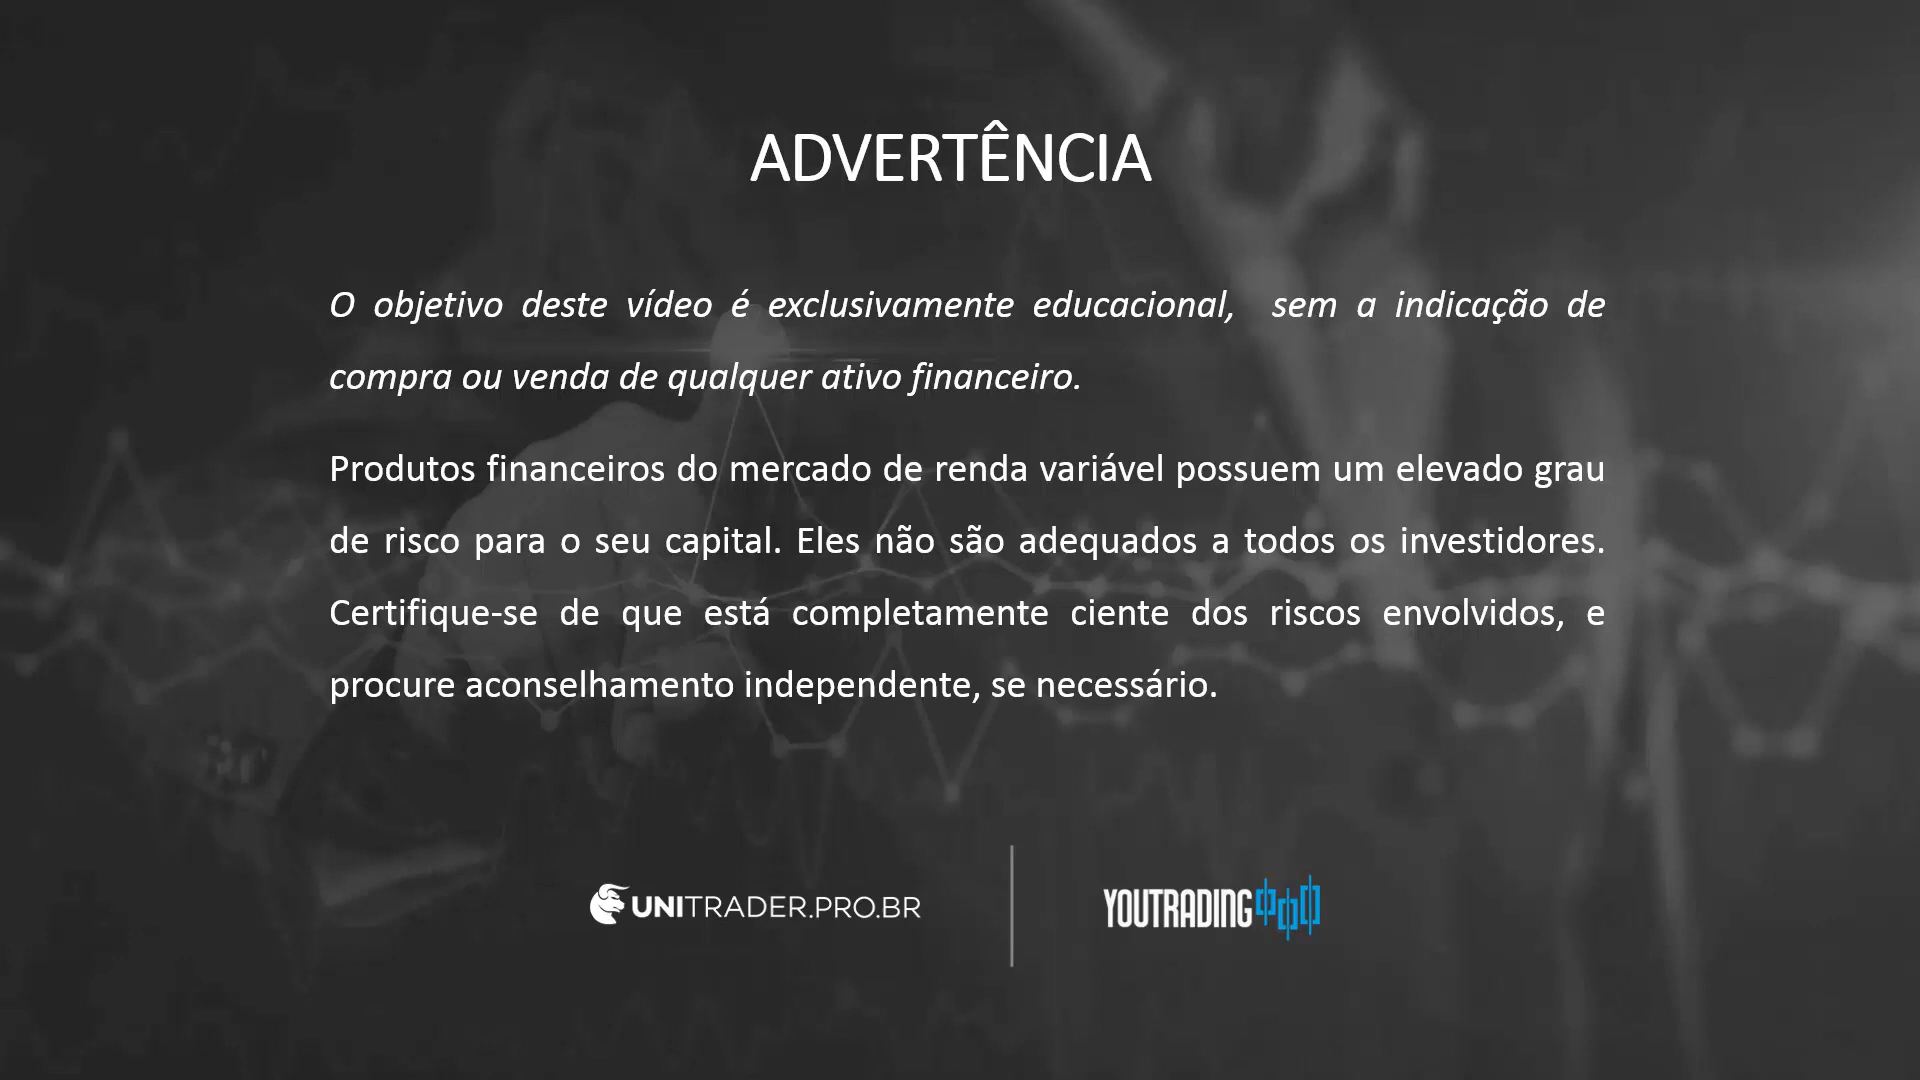 ADVERTÊNCIA
O objetivo deste vídeo é exclusivamente educacional, sem a indicação de
compra ou venda de qualquer ativo financeiro.
Produtos financeiros do mercado de renda variável possuem um elevado grau
de risco para o seu capital. Eles não são adequados a todos os investidores.
Certifique-se de que está completamente ciente dos riscos envolvidos, e
procure aconselhamento independente, se necessário.
UNITRADER.PRO.BR
YOUTRADING